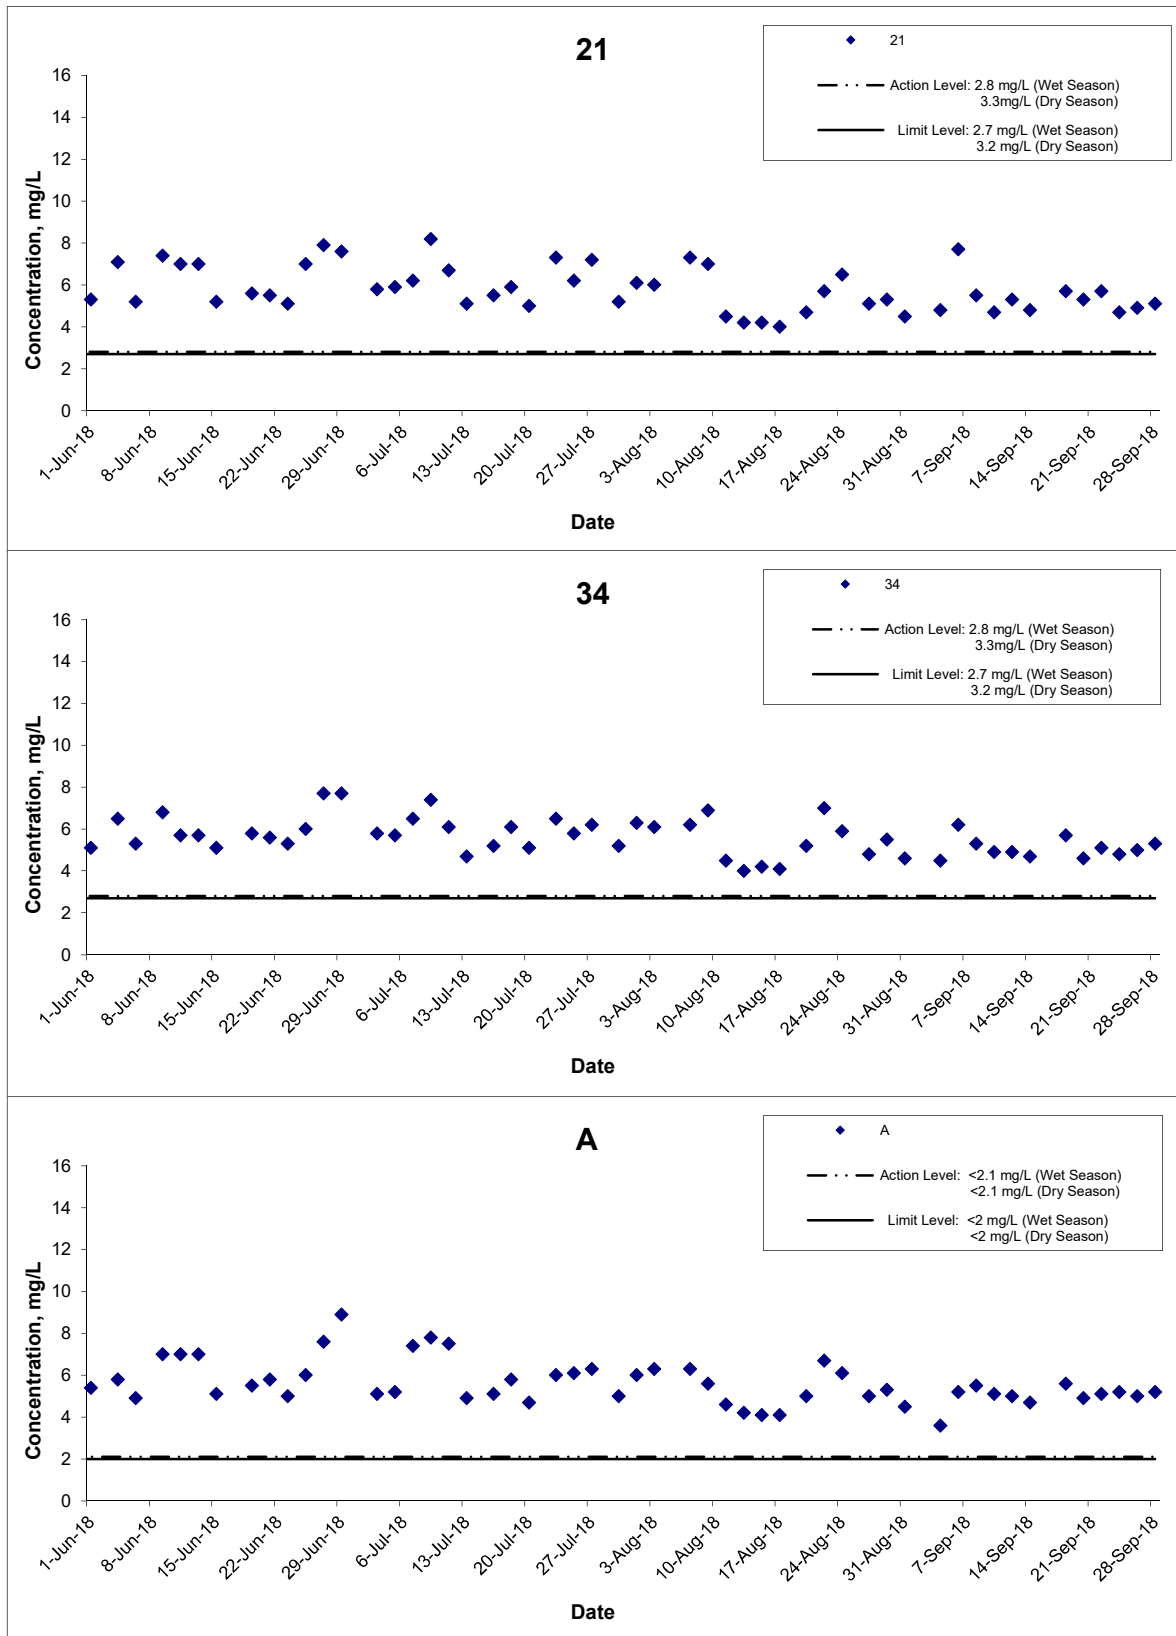 21
21
Action Level: 2.8 mg/L (Wet Season)
3.3mg/L (Dry Season)
Limit Level: 2.7 mg/L (Wet Season)
3.2 mg/L (Dry Season)
Concentration, mg/L
16
14
12
10
8
6
4
2
0
1-Jun-18
8-Jun-18
15-Jun-18
22-Jun-18
29-Jun-18
6-Jul-18
13-Jul-18
20-Jul-18
27-Jul-18
3-Aug-18
10-Aug-18
17-Aug-18
24-Aug-18
31-Aug-18
7-Sep-18
14-Sep-18
21-Sep-18
28-Sep-18
Date
34
34
Action Level: 2.8 mg/L (Wet Season)
3.3mg/L (Dry Season)
Limit Level: 2.7 mg/L (Wet Season)
3.2 mg/L (Dry Season)
Concentration, mg/L
16
14
12
10
8
6
4
2
0
1-Jun-18
8-Jun-18
15-Jun-18
22-Jun-18
29-Jun-18
6-Jul-18
13-Jul-18
20-Jul-18
27-Jul-18
3-Aug-18
10-Aug-18
17-Aug-18
24-Aug-18
31-Aug-18
7-Sep-18
14-Sep-18
21-Sep-18
28-Sep-18
Date
A
A
Action Level: <2.1 mg/L (Wet Season)
<2.1 mg/L (Dry Season)
Limit Level: <2 mg/L (Wet Season)
<2 mg/L (Dry Season)
Concentration, mg/L
16
14
12
10
8
6
4
2
0
1-Jun-18
8-Jun-18
15-Jun-18
22-Jun-18
29-Jun-18
6-Jul-18
13-Jul-18
20-Jul-18
27-Jul-18
3-Aug-18
10-Aug-18
17-Aug-18
24-Aug-18
31-Aug-18
7-Sep-18
14-Sep-18
21-Sep-18
28-Sep-18
Date